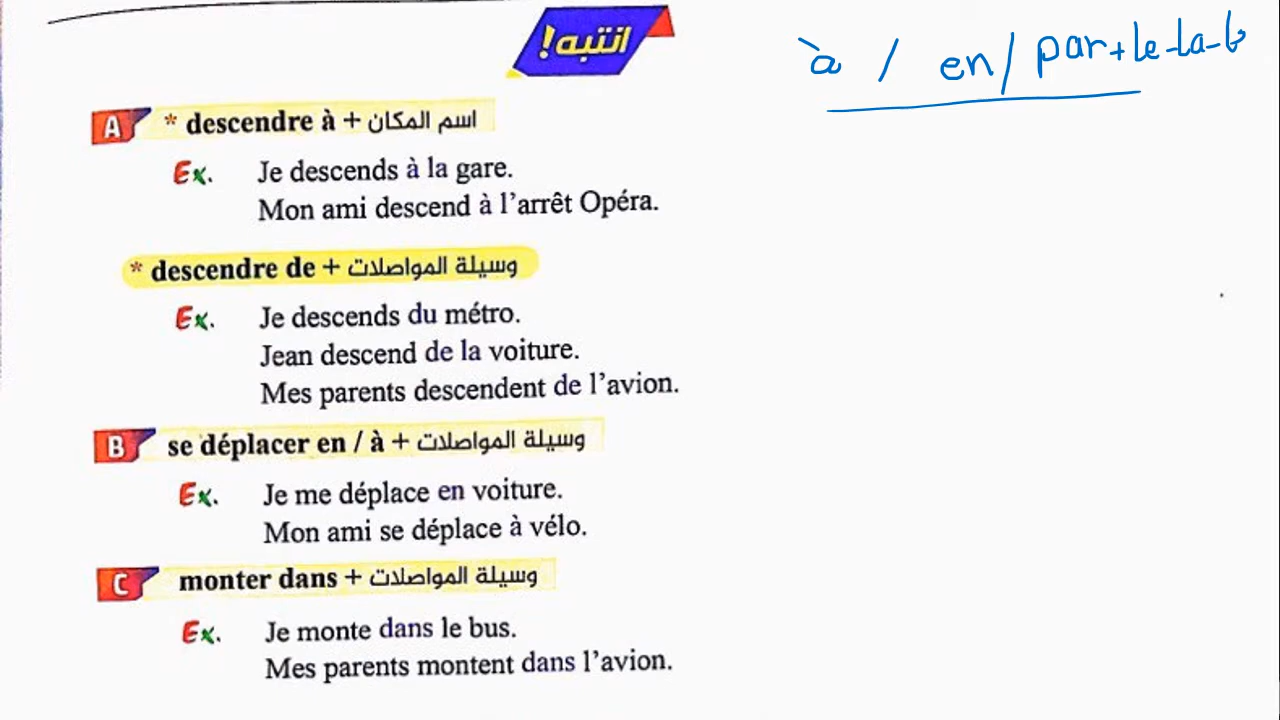 انتبه!
à / en / par + le - la - l'
A * descendre à + اسم المكان
Ex. Je descends à la gare.
Mon ami descend à l'arrêt Opéra.
* descendre de + وسيلة المواصلات
Ex. Je descends du métro.
Jean descend de la voiture.
Mes parents descendent de l'avion.
B se déplacer en / à + وسيلة المواصلات
Ex. Je me déplace en voiture.
Mon ami se déplace à vélo.
C monter dans + وسيلة المواصلات
Ex. Je monte dans le bus.
Mes parents montent dans l'avion.